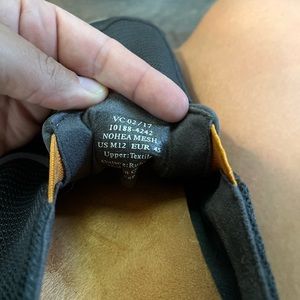 VC 02/17
10188-4242
NOHEA MESH
US M12 EUR 45
Upper:Textile